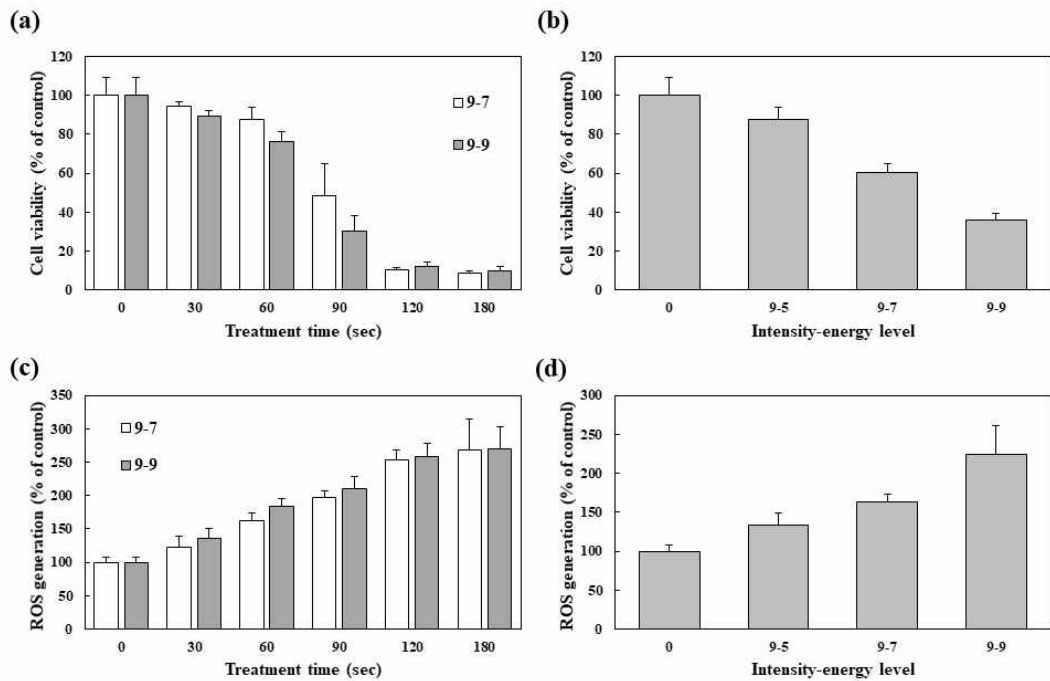 (a)
Cell viability (% of control)
120
100
80
60
40
20
0
9-7
9-9
0 30 60 90 120 180
Treatment time (sec)
(b)
Cell viability (% of control)
120
100
80
60
40
20
0
0 9-5 9-7 9-9
Intensity-energy level
(c)
ROS generation (% of control)
350
300
250
200
150
100
50
0
9-7
9-9
0 30 60 90 120 180
Treatment time (sec)
(d)
ROS generation (% of control)
300
250
200
150
100
50
0
0 9-5 9-7 9-9
Intensity-energy level